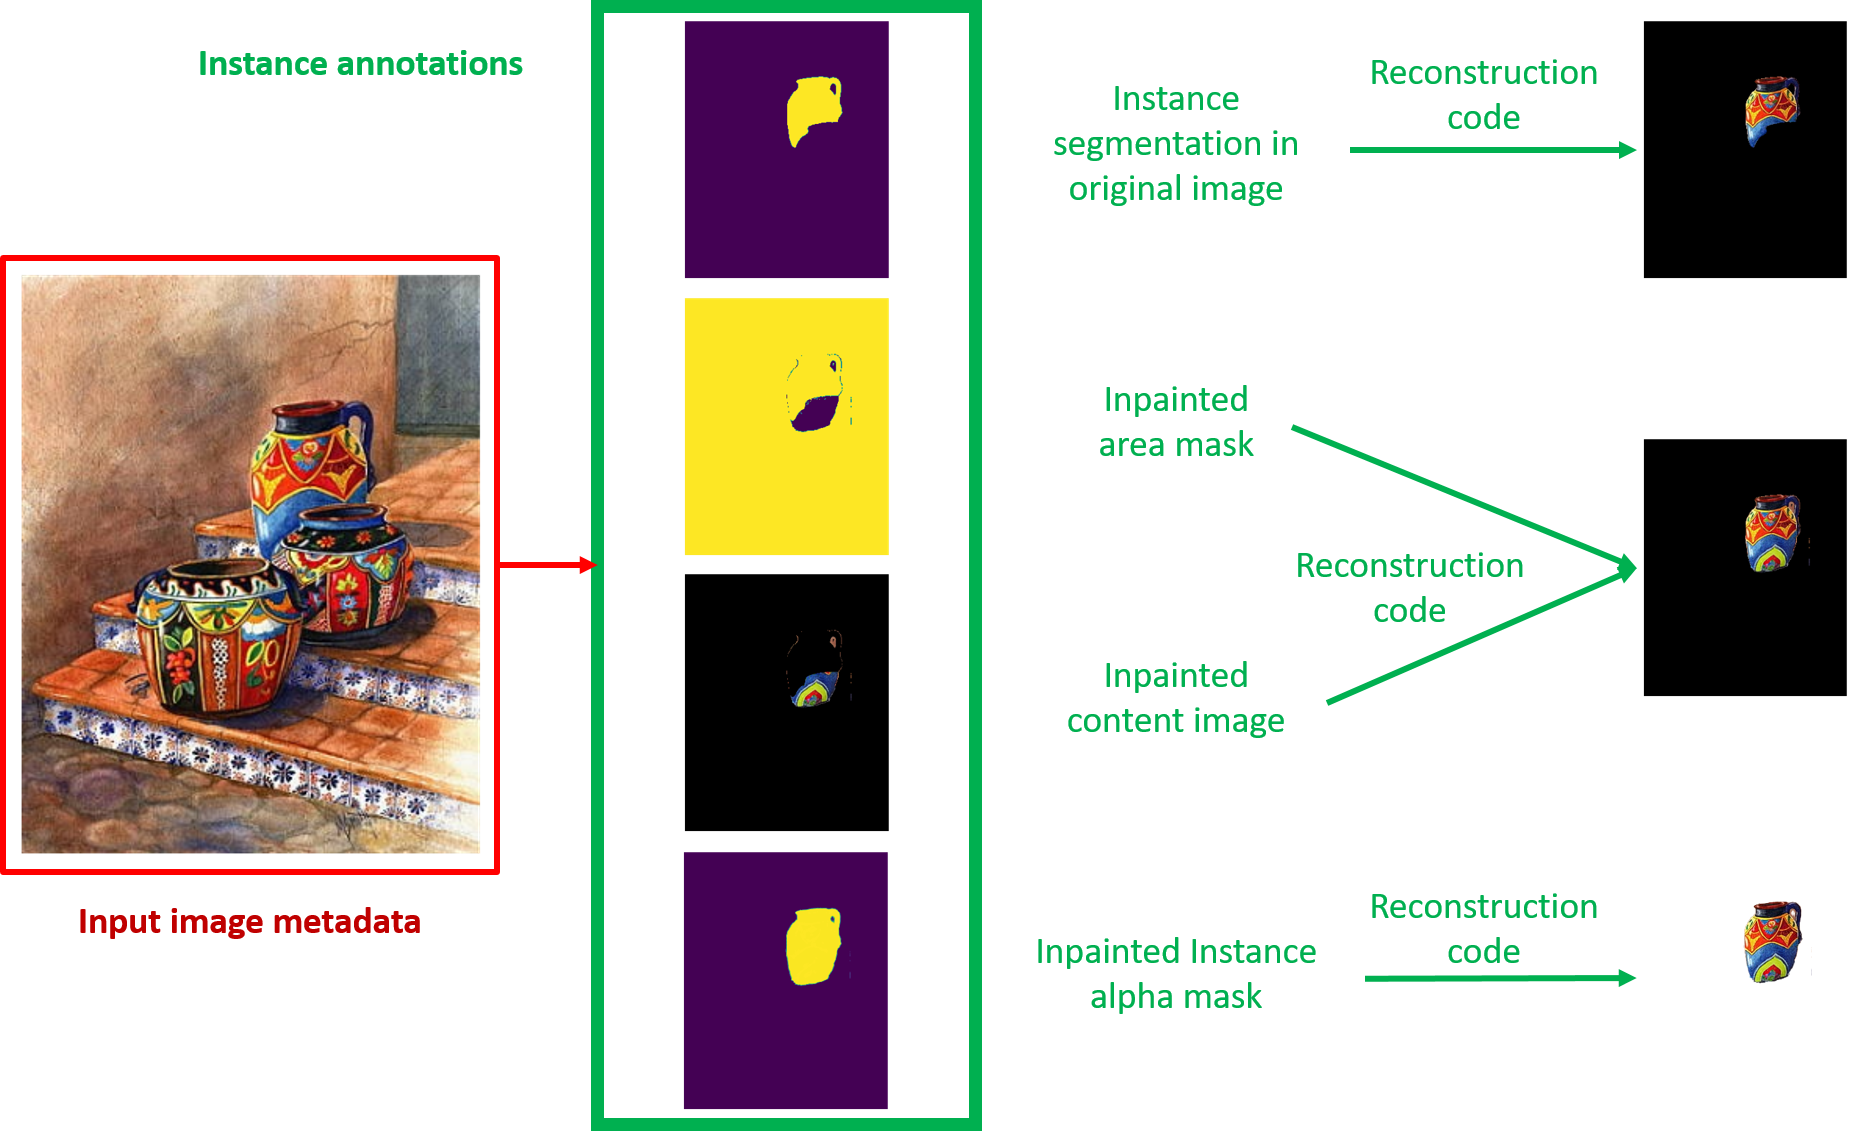 Instance annotations
Instance
segmentation in
original image
Reconstruction
code
Inpainted
area mask
Reconstruction
code
Inpainted
content image
Input image metadata
Inpainted Instance
alpha mask
Reconstruction
code